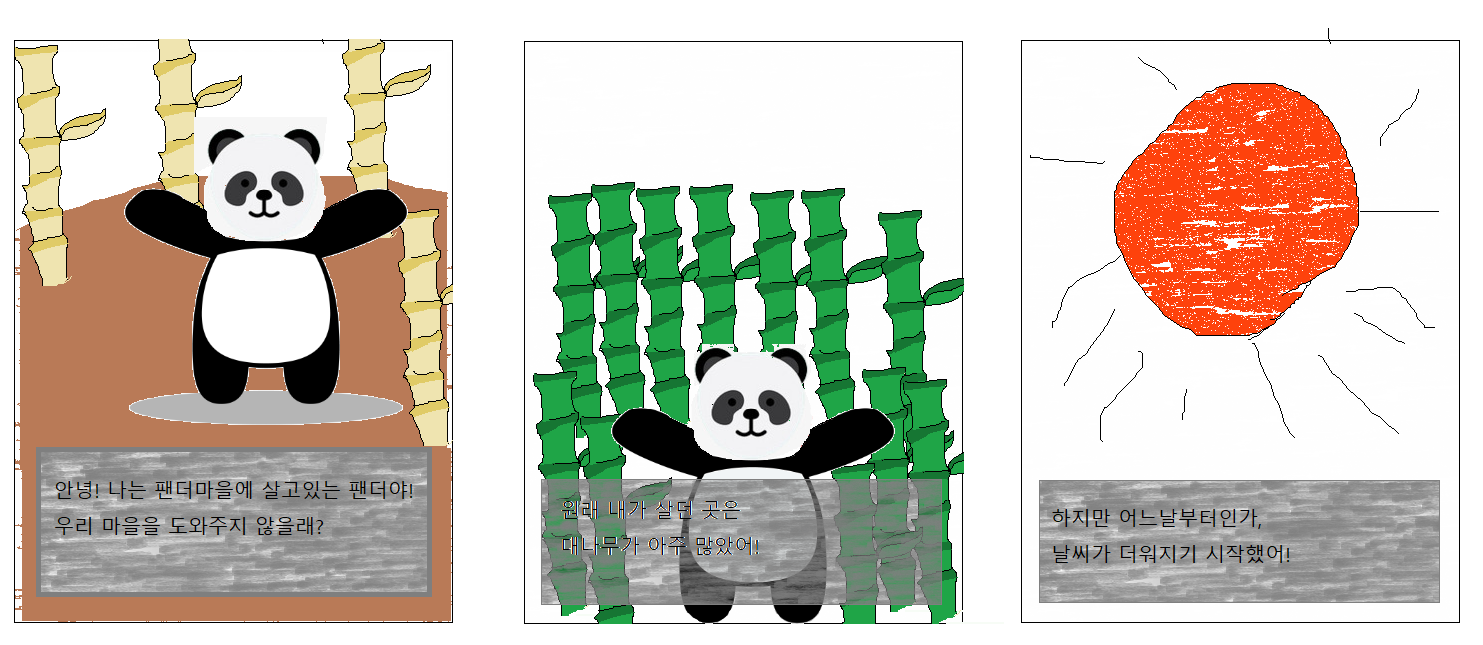 안녕! 나는 팬더마을에 살고있는 팬더야!
우리 마을을 도와주지 않을래?
원래 내가 살던 곳은
대나무가 아주 많았어!
하지만 어느날부터인가,
날씨가 더워지기 시작했어!